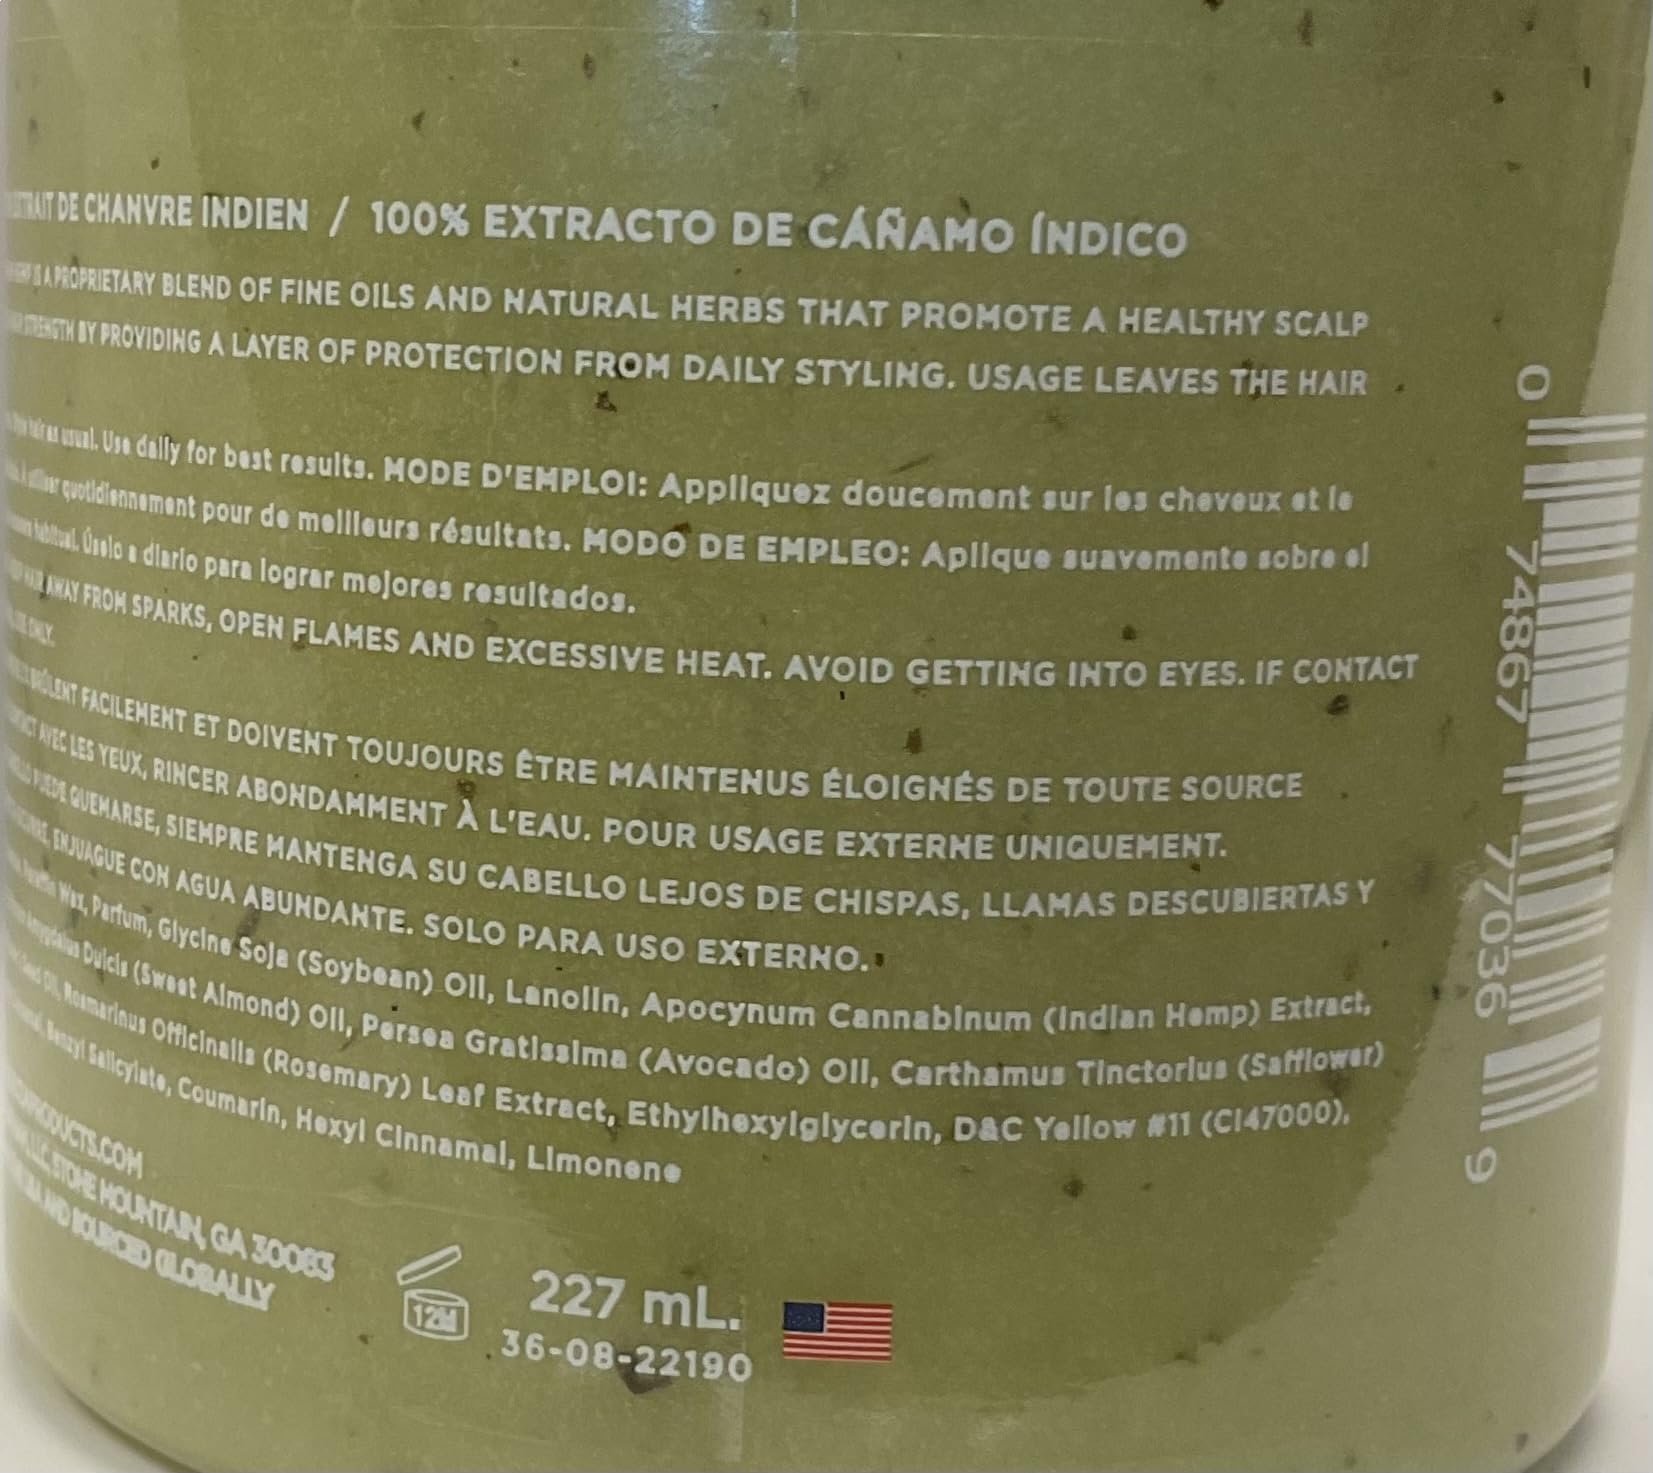 DE CHANVRE INDIEN / 100% EXTRACTO DE CÁÑAMO ÍNDICO
IS A PROPRIETARY BLEND OF FINE OILS AND NATURAL HERBS THAT PROMOTE A HEALTHY SCALP
STRENGTH BY PROVIDING A LAYER OF PROTECTION FROM DAILY STYLING. USAGE LEAVES THE HAIR
hair as usual. Use daily for best results. MODE D'EMPLOI: Appliquez doucement sur les cheveux et le
quotidiennement pour de meilleurs résultats. MODO DE EMPLEO: Aplique suavemente sobre el
habitual. Úselo a diario para lograr mejores resultados.
HAIR AWAY FROM SPARKS, OPEN FLAMES AND EXCESSIVE HEAT. AVOID GETTING INTO EYES. IF CONTACT
USE ONLY.
BRÛLENT FACILEMENT ET DOIVENT TOUJOURS ÊTRE MAINTENUS ÉLOIGNÉS DE TOUTE SOURCE
AVEC LES YEUX, RINCER ABONDAMMENT À L'EAU. POUR USAGE EXTERNE UNIQUEMENT.
PUEDE QUEMARSE, SIEMPRE MANTENGA SU CABELLO LEJOS DE CHISPAS, LLAMAS DESCUBIERTAS Y
ENJUAGUE CON AGUA ABUNDANTE. SOLO PARA USO EXTERNO.
Wax, Parfum, Glycine Soja (Soybean) Oil, Lanolin, Apocynum Cannabinum (Indian Hemp) Extract,
Amygdalus Dulcis (Sweet Almond) Oil, Persea Gratissima (Avocado) Oil, Carthamus Tinctorius (Safflower)
Seed Oil, Rosmarinus Officinalis (Rosemary) Leaf Extract, Ethylhexylglycerin, D&C Yellow #11 (CI47000).
Benzyl Salicylate, Coumarin, Hexyl Cinnamal, Limonene
PRODUCTS.COM
LLC, STONE MOUNTAIN, GA 30083
AND SOURCED GLOBALLY
12M
227 mL.
36-08-22190
0 74867 77036 9